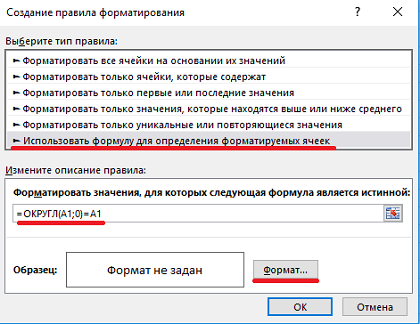 Создание правила форматирования
Выберите тип правила:
► Форматировать все ячейки на основании их значений
► Форматировать только ячейки, которые содержат
► Форматировать только первые или последние значения
► Форматировать только значения, которые находятся выше или ниже среднего
► Форматировать только уникальные или повторяющиеся значения
► Использовать формулу для определения форматируемых ячеек
Измените описание правила:
Форматировать значения, для которых следующая формула является истинной:
=ОКРУГЛ(A1;0)=A1
Образец:
Формат не задан
Формат...
ОК
Отмена